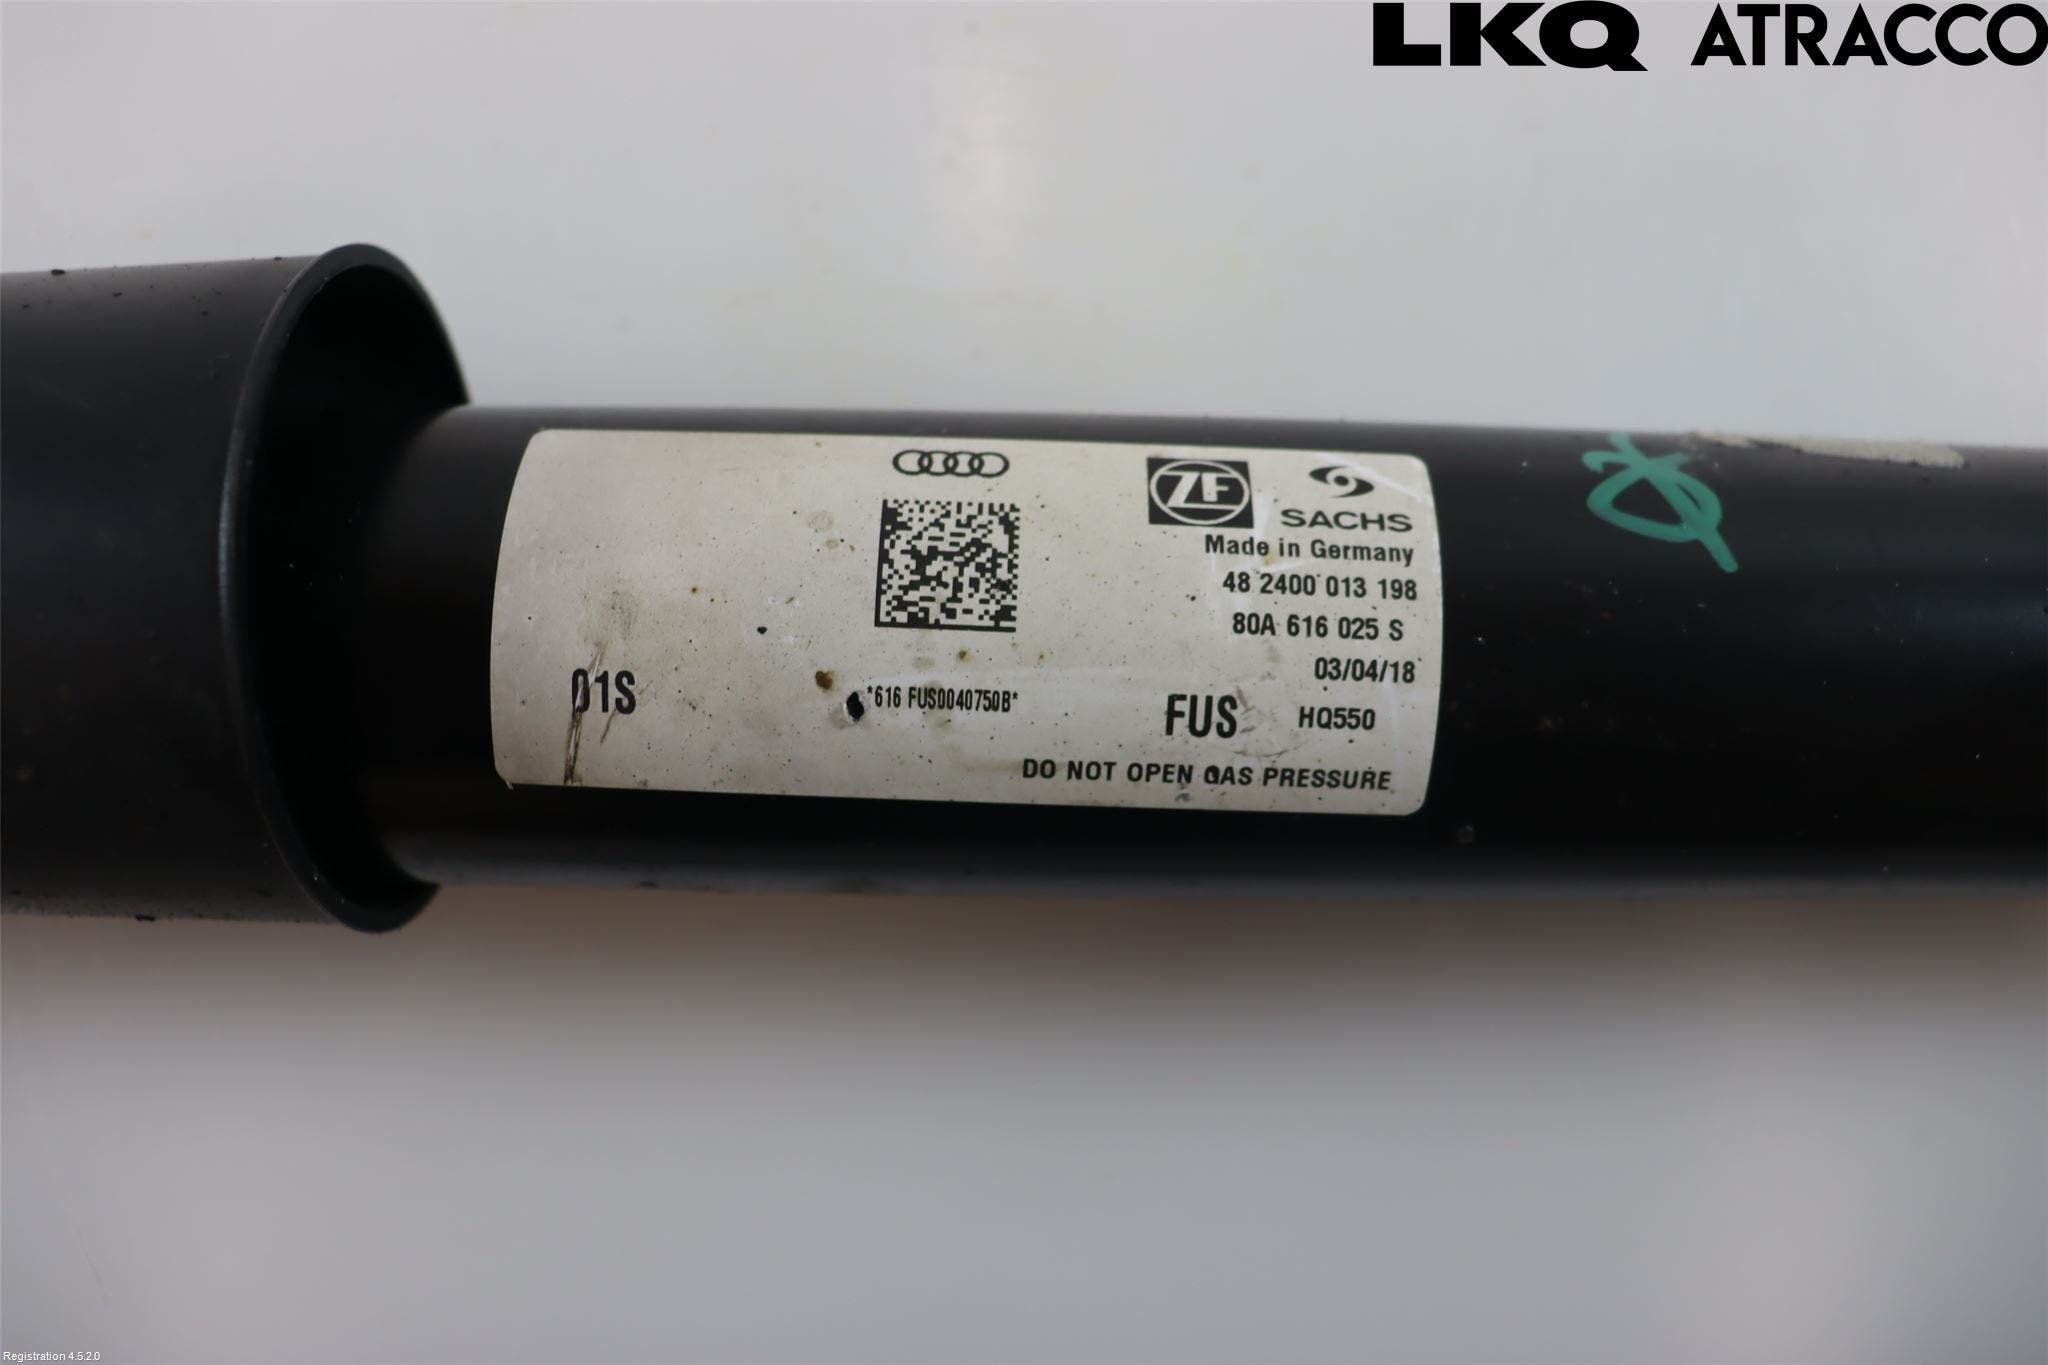 LKQ ATRACCO
ZF
SACHS
Made in Germany
48 2400 013 198
80A 616 025 S
03/04/18
01S
*616 FUS0040750B*
FUS
HQ550
DO NOT OPEN GAS PRESSURE
Registration 4.5.2.0